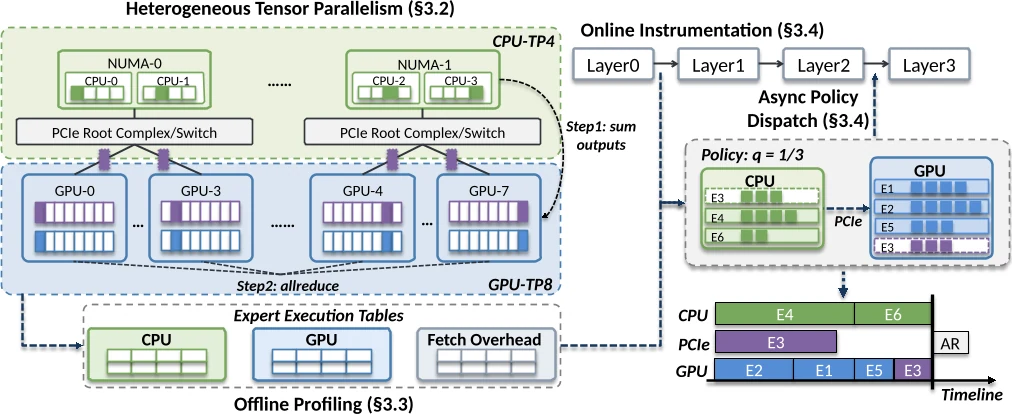 Heterogeneous Tensor Parallelism (§3.2)
CPU-TP4
NUMA-0
CPU-0
CPU-1
......
NUMA-1
CPU-2
CPU-3
PCIe Root Complex/Switch
PCIe Root Complex/Switch
Step1: sum
outputs
GPU-0
GPU-3
GPU-4
GPU-7
...
......
...
Step2: allreduce
GPU-TP8
Expert Execution Tables
CPU
GPU
Fetch Overhead
Offline Profiling (§3.3)
Online Instrumentation (§3.4)
Layer0
Layer1
Layer2
Layer3
Async Policy
Dispatch (§3.4)
Policy: q = 1/3
CPU
E3
E4
E6
PCIe
GPU
E1
E2
E5
E3
CPU
E4
E6
PCIe
E3
AR
GPU
E2
E1
E5
E3
Timeline